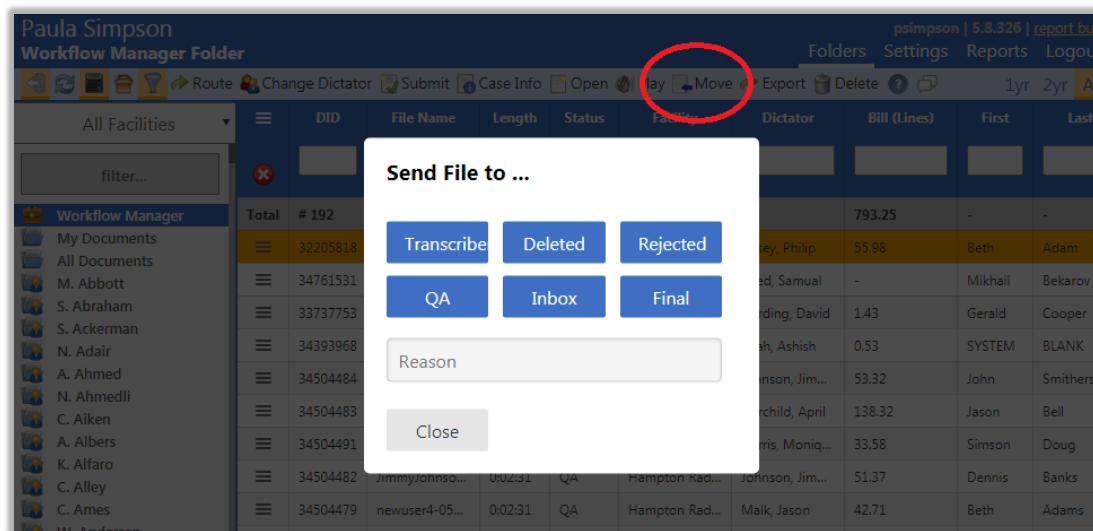 Paula Simpson
psimpson | 5.8.326 | report bu
Workflow Manager Folder
Folders Settings Reports Logou
Route Change Dictator Submit Case Info Open Play Move Export Delete 1yr 2yr A
All Facilities DID File Name Length Status Facility Dictator Bill (Lines) First Last
filter...
Send File to ...
Workflow Manager Total # 192 793.25 - -
My Documents
All Documents
32205818 sey, Philip 55.98 Beth Adam
Transcribe Deleted Rejected
M. Abbott
34761531 ed, Samual - Mikhail Bekarov
QA Inbox Final
S. Abraham
33737753 rding, David 1.43 Gerald Cooper
S. Ackerman
N. Adair
34393968 ah, Ashish 0.53 SYSTEM BLANK
Reason
A. Ahmed
34504484 nson, Jim... 53.32 John Smithers
N. Ahmedli
C. Aiken
34504483 rchild, April 138.32 Jason Bell
Close
A. Albers
34504491 rris, Moniq... 33.58 Simson Doug
K. Alfaro
C. Alley
34504482 JimmyJohnso... 0:02:31 QA Hampton Rad... Johnson, Jim... 51.37 Dennis Banks
C. Ames
34504479 newuser4-05... 0:02:31 QA Hampton Rad... Malk, Jason 42.71 Beth Adams